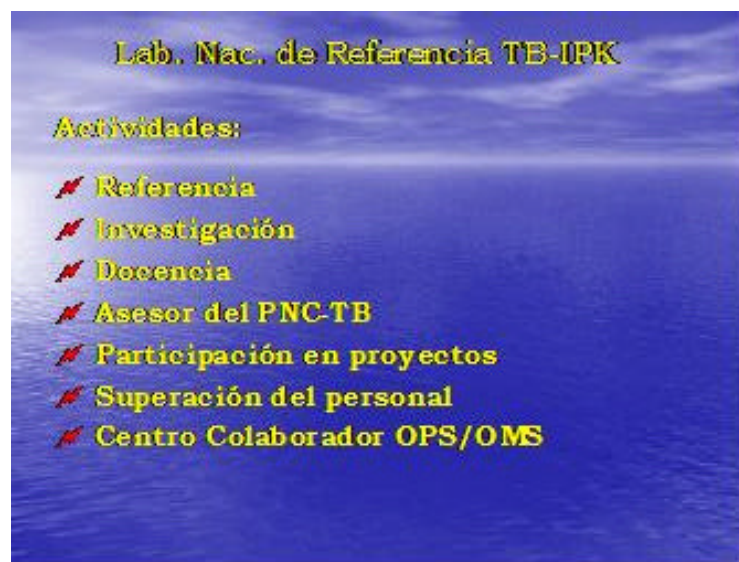 Lab. Nac. de Referencia TB-IPK
Actividades:
Referencia
Investigación
Docencia
Asesor del PNC-TB
Participación en proyectos
Superación del personal
Centro Colaborador OPS/OMS